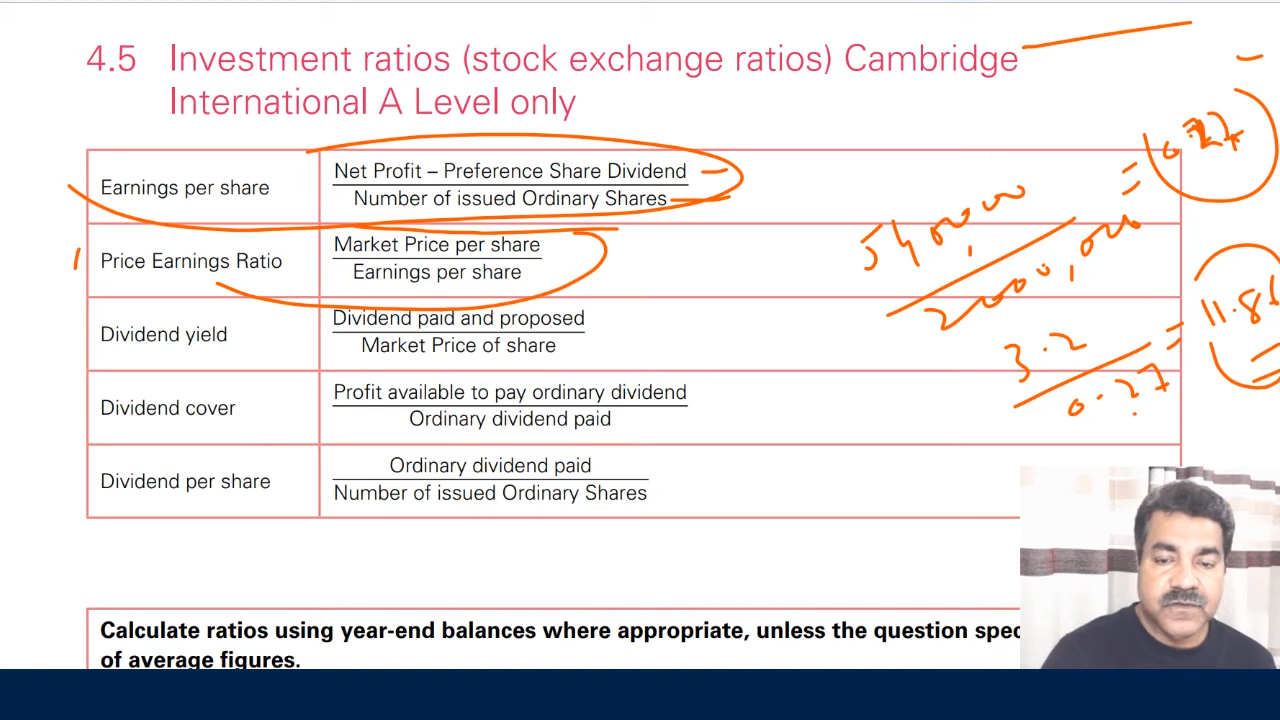 4.5 Investment ratios (stock exchange ratios) Cambridge
International A Level only
Earnings per share
Net Profit – Preference Share Dividend
Number of issued Ordinary Shares
Price Earnings Ratio
Market Price per share
Earnings per share
Dividend yield
Dividend paid and proposed
Market Price of share
Dividend cover
Profit available to pay ordinary dividend
Ordinary dividend paid
Dividend per share
Ordinary dividend paid
Number of issued Ordinary Shares
= 0.27
3.2
0.27
= 11.8
Calculate ratios using year-end balances where appropriate, unless the question spec
of average figures.